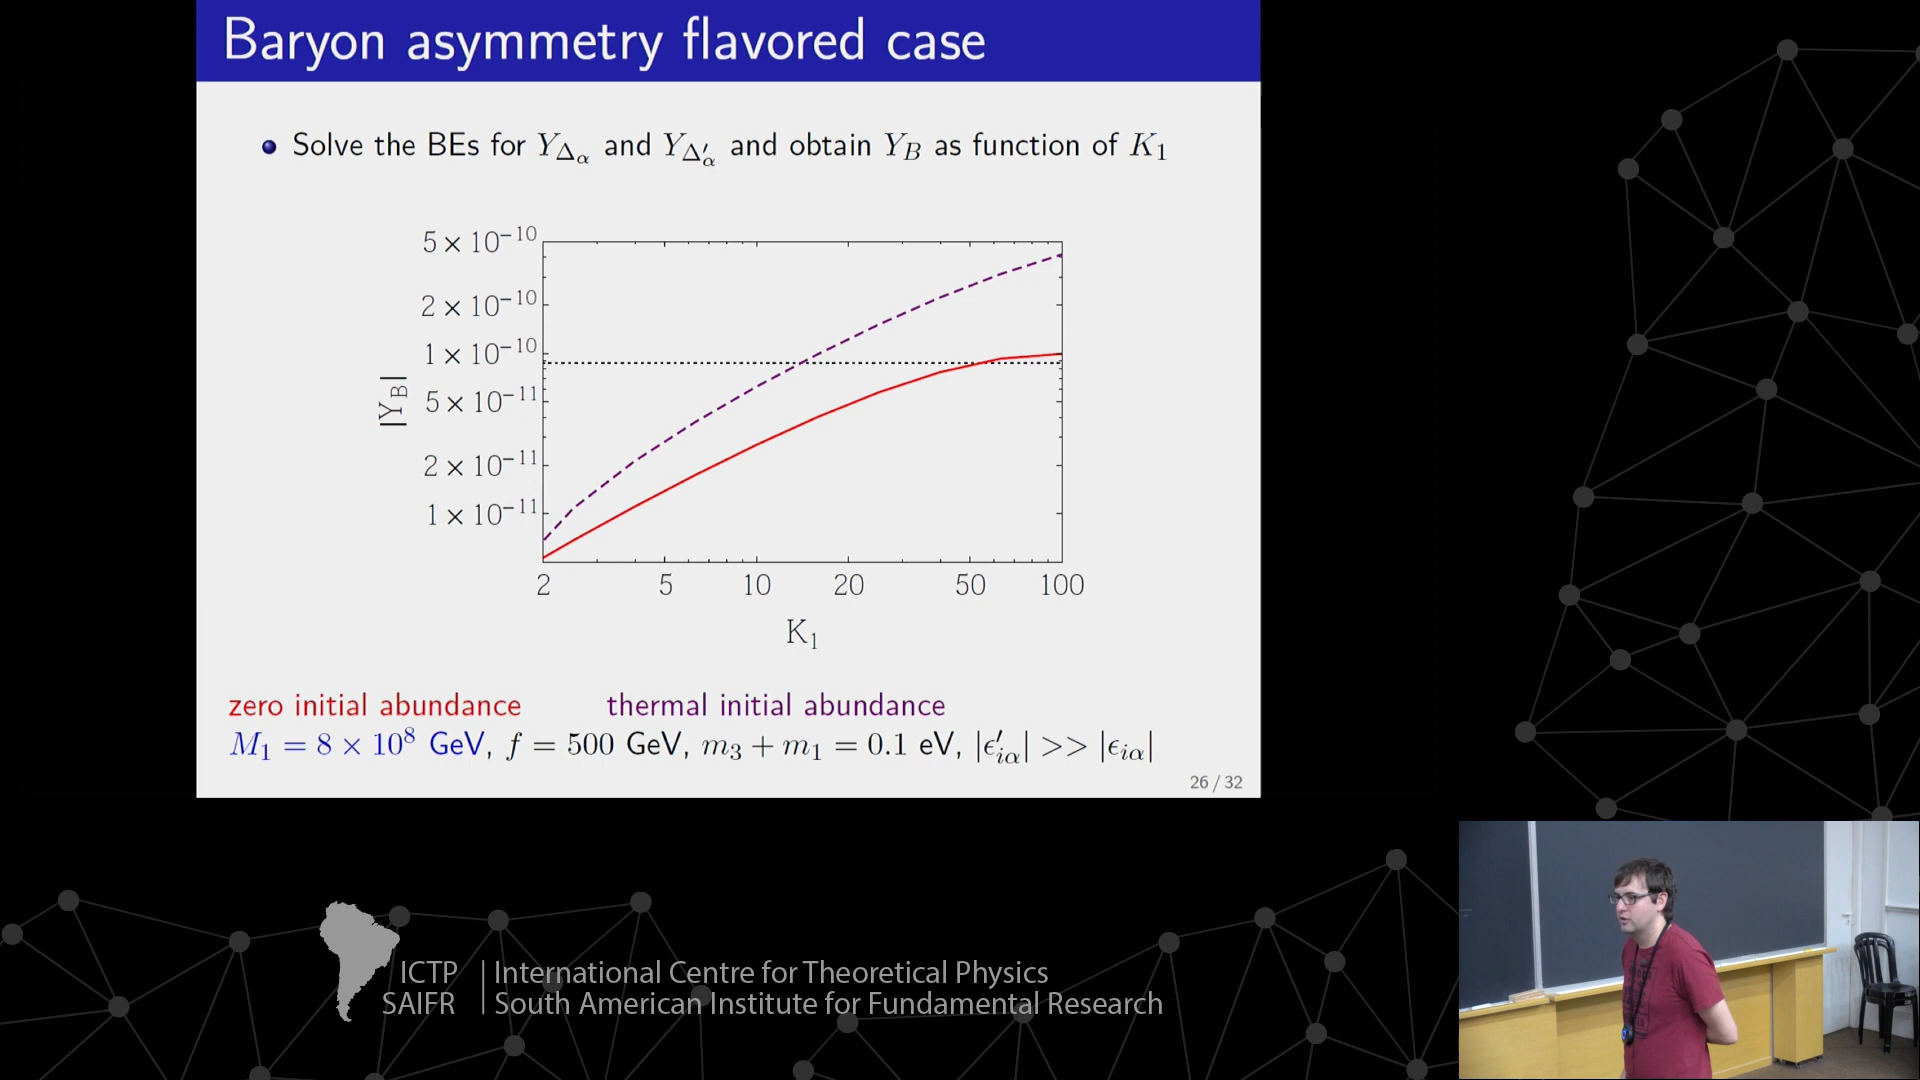 Baryon asymmetry flavored case
Solve the BEs for $Y_{\Delta_\alpha}$ and $Y_{\Delta'_\alpha}$ and obtain $Y_B$ as function of $K_1$
5 × 10⁻¹⁰
2 × 10⁻¹⁰
1 × 10⁻¹⁰
5 × 10⁻¹¹
2 × 10⁻¹¹
1 × 10⁻¹¹
|Y_B|
2 5 10 20 50 100
K₁
zero initial abundance thermal initial abundance
$M_1 = 8 \times 10^8$ GeV, $f = 500$ GeV, $m_3 + m_1 = 0.1$ eV, $|\epsilon'_{i\alpha}| >> |\epsilon_{i\alpha}|$
26 / 32
ICTP | International Centre for Theoretical Physics
SAIFR | South American Institute for Fundamental Research